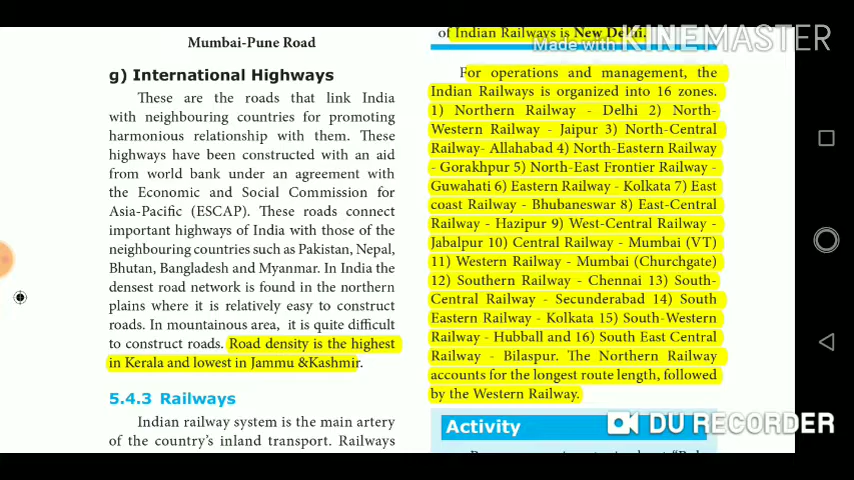 Mumbai-Pune Road
g) International Highways
These are the roads that link India
with neighbouring countries for promoting
harmonious relationship with them. These
highways have been constructed with an aid
from world bank under an agreement with
the Economic and Social Commission for
Asia-Pacific (ESCAP). These roads connect
important highways of India with those of the
neighbouring countries such as Pakistan, Nepal,
Bhutan, Bangladesh and Myanmar. In India the
densest road network is found in the northern
plains where it is relatively easy to construct
roads. In mountainous area, it is quite difficult
to construct roads. Road density is the highest
in Kerala and lowest in Jammu &Kashmir.
5.4.3 Railways
Indian railway system is the main artery
of the country's inland transport. Railways
of Indian Railways is New Delhi.
Made with KINEMASTER
For operations and management, the
Indian Railways is organized into 16 zones.
1) Northern Railway - Delhi 2) North-
Western Railway - Jaipur 3) North-Central
Railway- Allahabad 4) North-Eastern Railway
- Gorakhpur 5) North-East Frontier Railway -
Guwahati 6) Eastern Railway - Kolkata 7) East
coast Railway - Bhubaneswar 8) East-Central
Railway - Hazipur 9) West-Central Railway -
Jabalpur 10) Central Railway - Mumbai (VT)
11) Western Railway - Mumbai (Churchgate)
12) Southern Railway - Chennai 13) South-
Central Railway - Secunderabad 14) South
Eastern Railway - Kolkata 15) South-Western
Railway - Hubball and 16) South East Central
Railway - Bilaspur. The Northern Railway
accounts for the longest route length, followed
by the Western Railway.
DU RECORDER
Activity